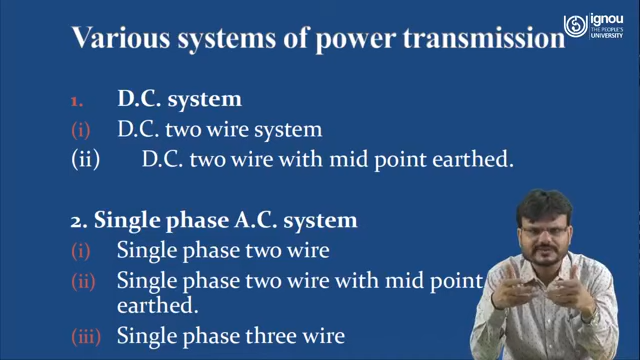 Various systems of power transmission
ignou
THE PEOPLE'S
UNIVERSITY
1. D.C. system
(i) D.C. two wire system
(ii) D.C. two wire with mid point earthed.
2. Single phase A.C. system
(i) Single phase two wire
(ii) Single phase two wire with mid point
earthed.
(iii) Single phase three wire